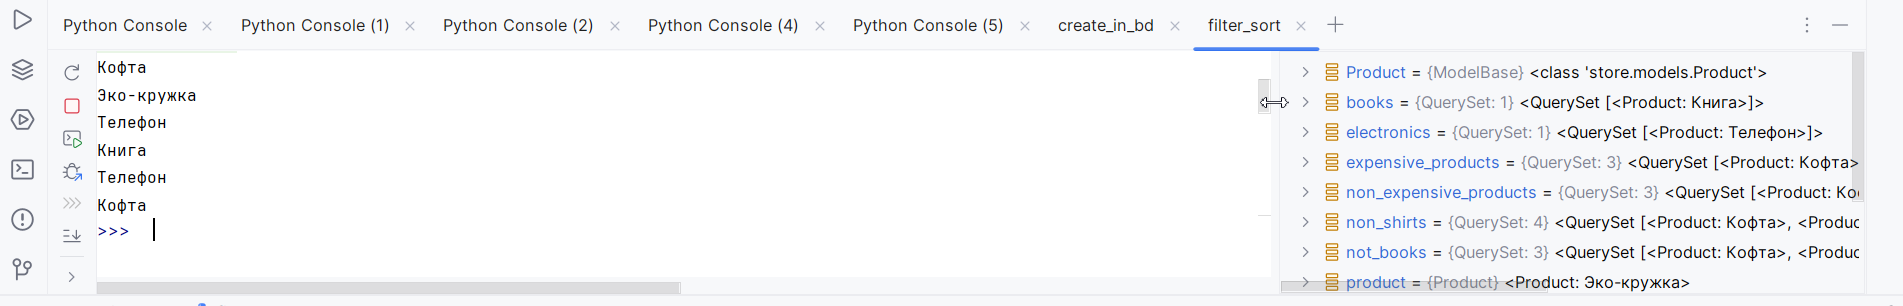 Python Console Python Console (1) Python Console (2) Python Console (4) Python Console (5) create_in_bd filter_sort
Кофта
Эко-кружка
Телефон
Книга
Телефон
Кофта
>>>
Product = {ModelBase} <class 'store.models.Product'>
books = {QuerySet: 1} <QuerySet [<Product: Книга>]>
electronics = {QuerySet: 1} <QuerySet [<Product: Телефон>]>
expensive_products = {QuerySet: 3} <QuerySet [<Product: Кофта>
non_expensive_products = {QuerySet: 3} <QuerySet [<Product: Ко
non_shirts = {QuerySet: 4} <QuerySet [<Product: Кофта>, <Produc
not_books = {QuerySet: 3} <QuerySet [<Product: Кофта>, <Produc
product = {Product} <Product: Эко-кружка>